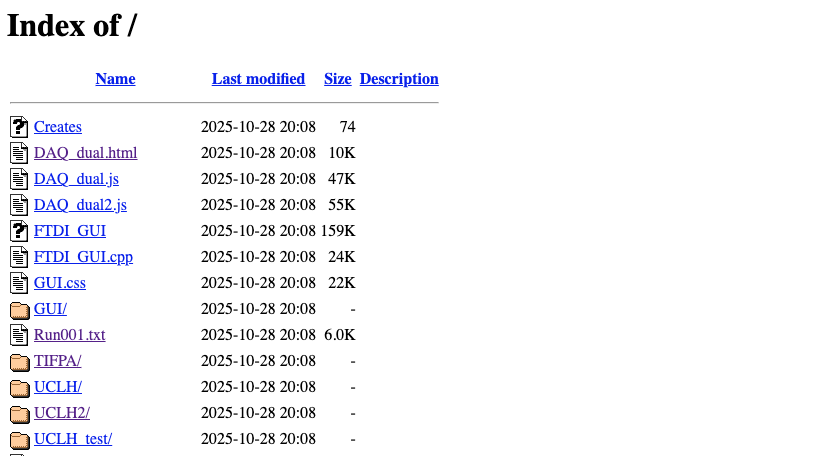 Index of /
Name Last modified Size Description
Creates 2025-10-28 20:08 74
DAQ_dual.html 2025-10-28 20:08 10K
DAQ_dual.js 2025-10-28 20:08 47K
DAQ_dual2.js 2025-10-28 20:08 55K
FTDI_GUI 2025-10-28 20:08 159K
FTDI_GUI.cpp 2025-10-28 20:08 24K
GUI.css 2025-10-28 20:08 22K
GUI/ 2025-10-28 20:08 -
Run001.txt 2025-10-28 20:08 6.0K
TIFPA/ 2025-10-28 20:08 -
UCLH/ 2025-10-28 20:08 -
UCLH2/ 2025-10-28 20:08 -
UCLH_test/ 2025-10-28 20:08 -